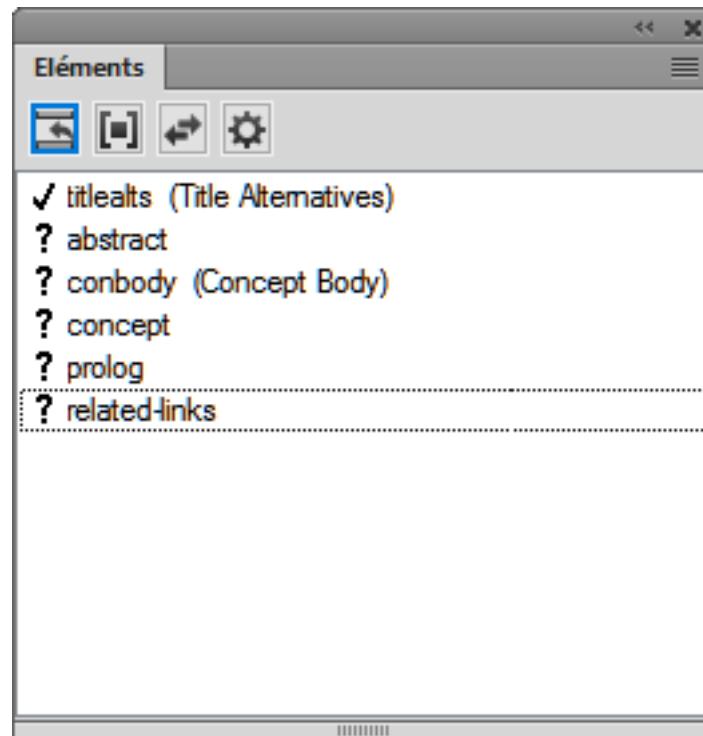 Eléments
✓ titlealts (Title Alternatives)
? abstract
? conbody (Concept Body)
? concept
? prolog
? related-links